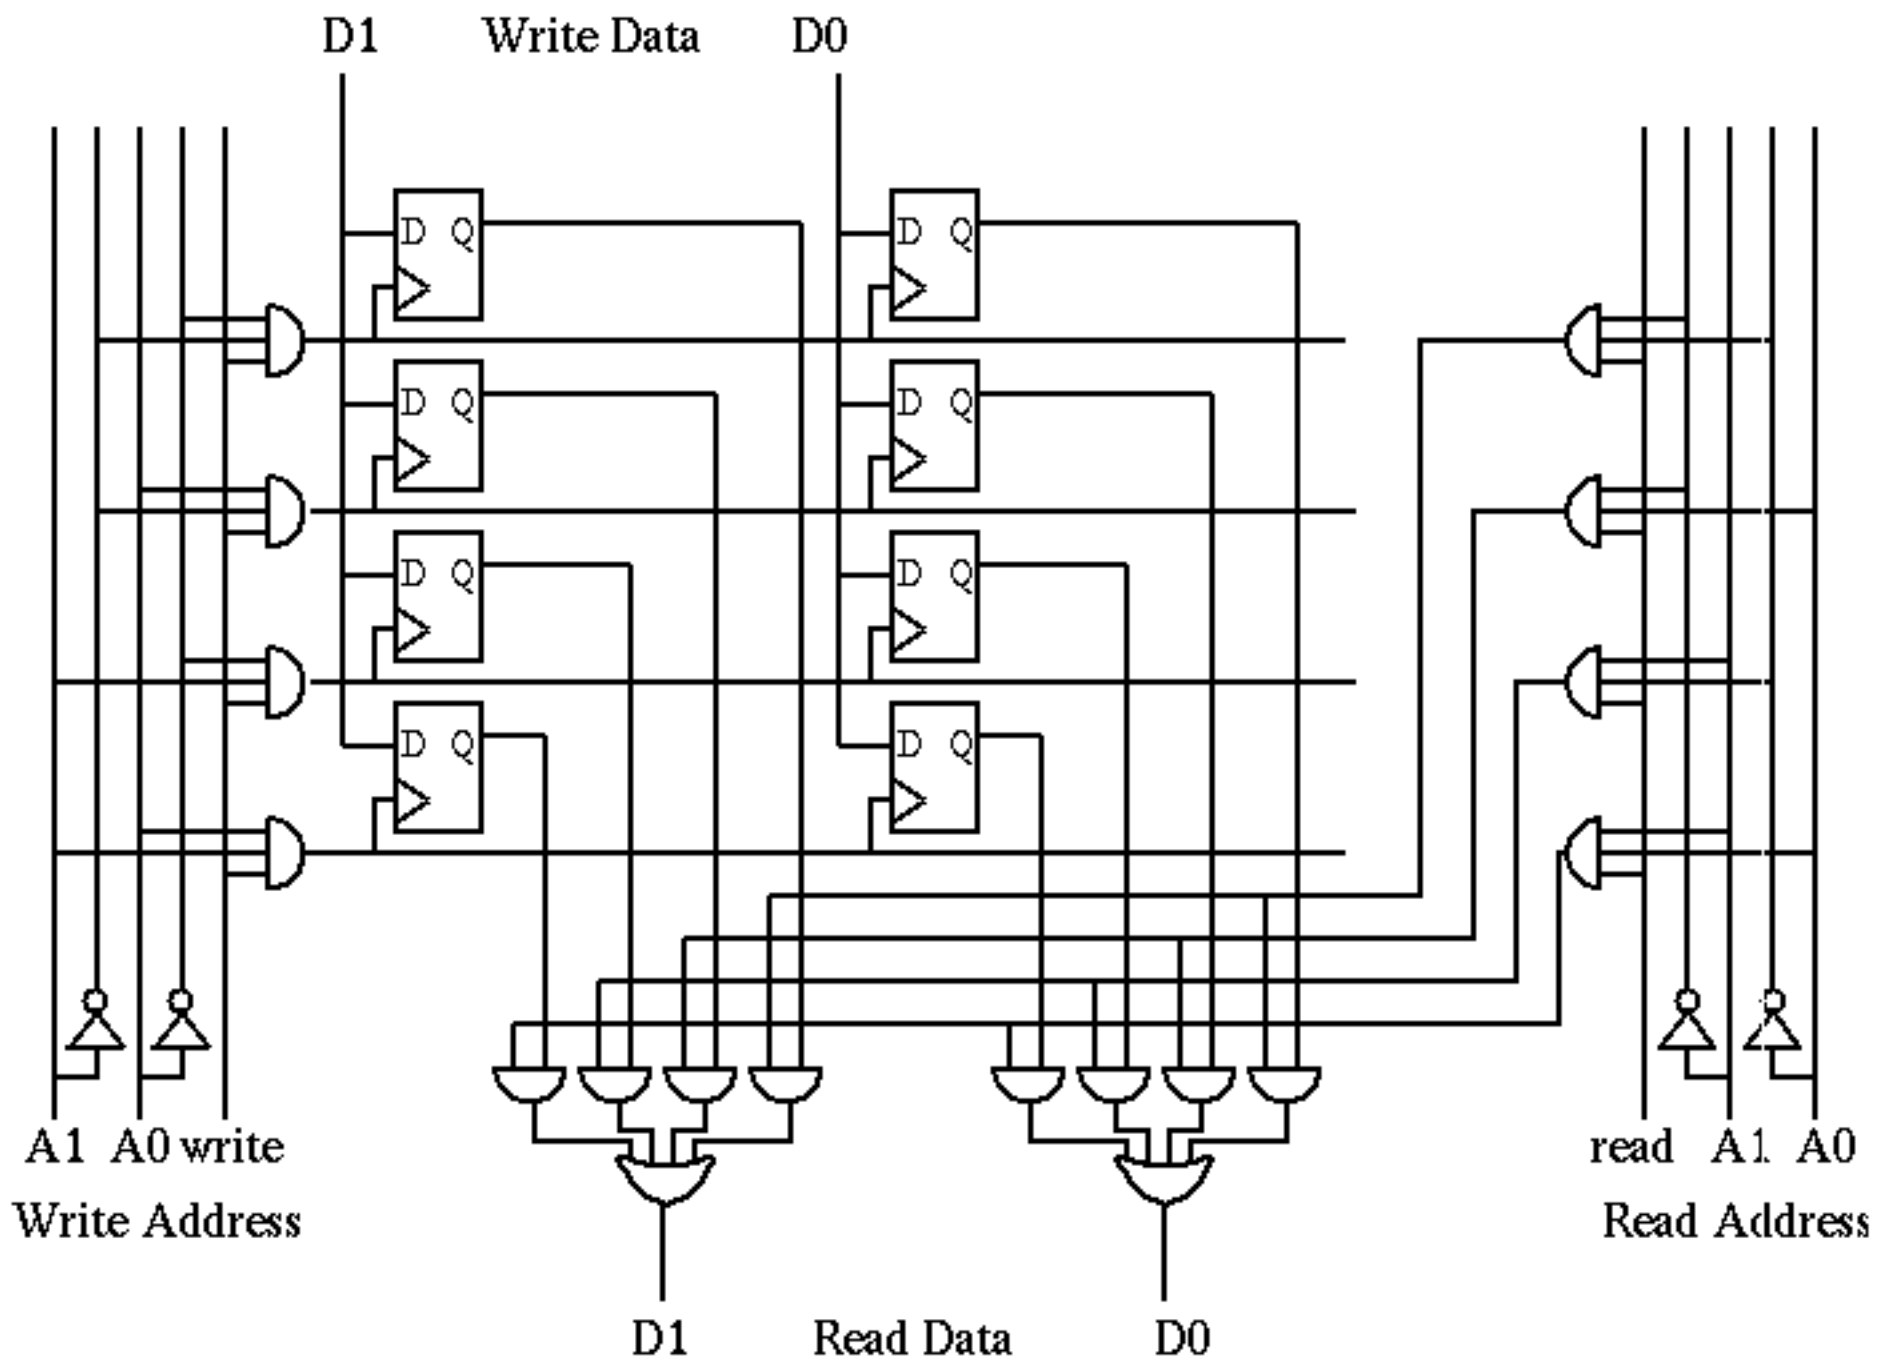 D1 Write Data D0
D Q D Q
D Q D Q
D Q D Q
D Q D Q
A1 A0 write read A1 A0
Write Address Read Address
D1 Read Data D0